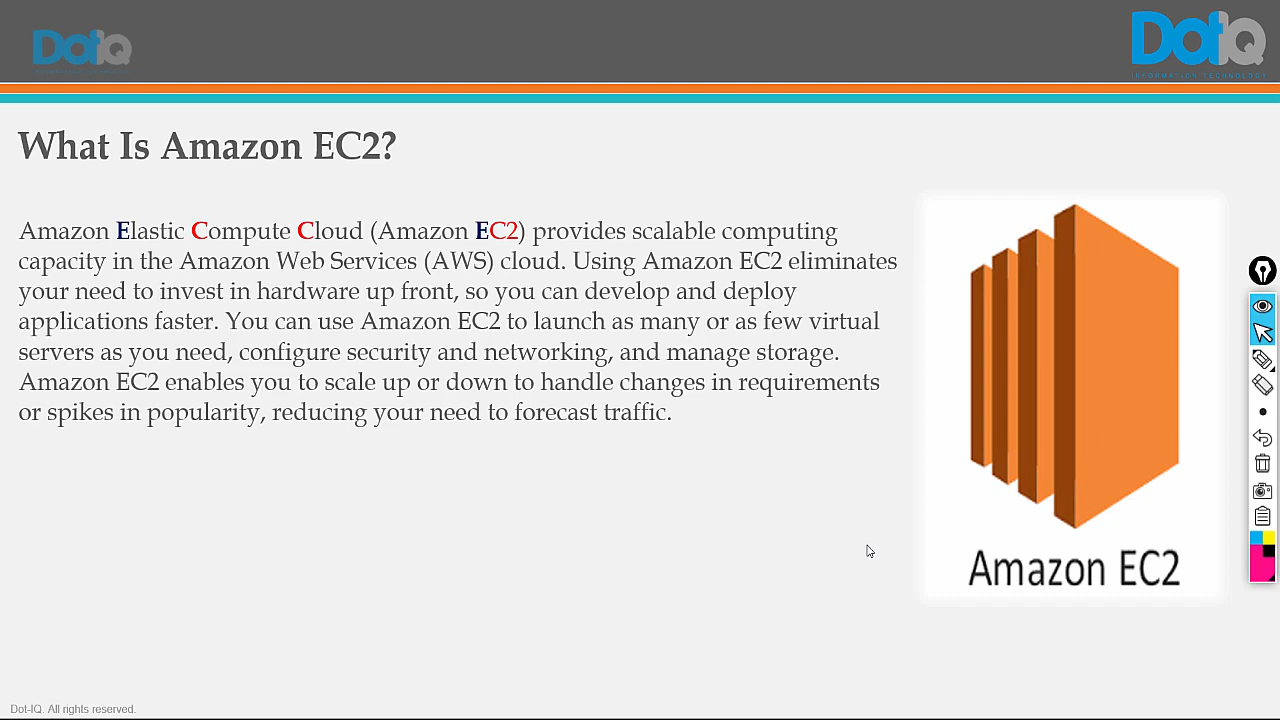 DotIQ
DotIQ
INFORMATION TECHNOLOGY
What Is Amazon EC2?
Amazon Elastic Compute Cloud (Amazon EC2) provides scalable computing
capacity in the Amazon Web Services (AWS) cloud. Using Amazon EC2 eliminates
your need to invest in hardware up front, so you can develop and deploy
applications faster. You can use Amazon EC2 to launch as many or as few virtual
servers as you need, configure security and networking, and manage storage.
Amazon EC2 enables you to scale up or down to handle changes in requirements
or spikes in popularity, reducing your need to forecast traffic.
Amazon EC2
Dot-IQ. All rights reserved.